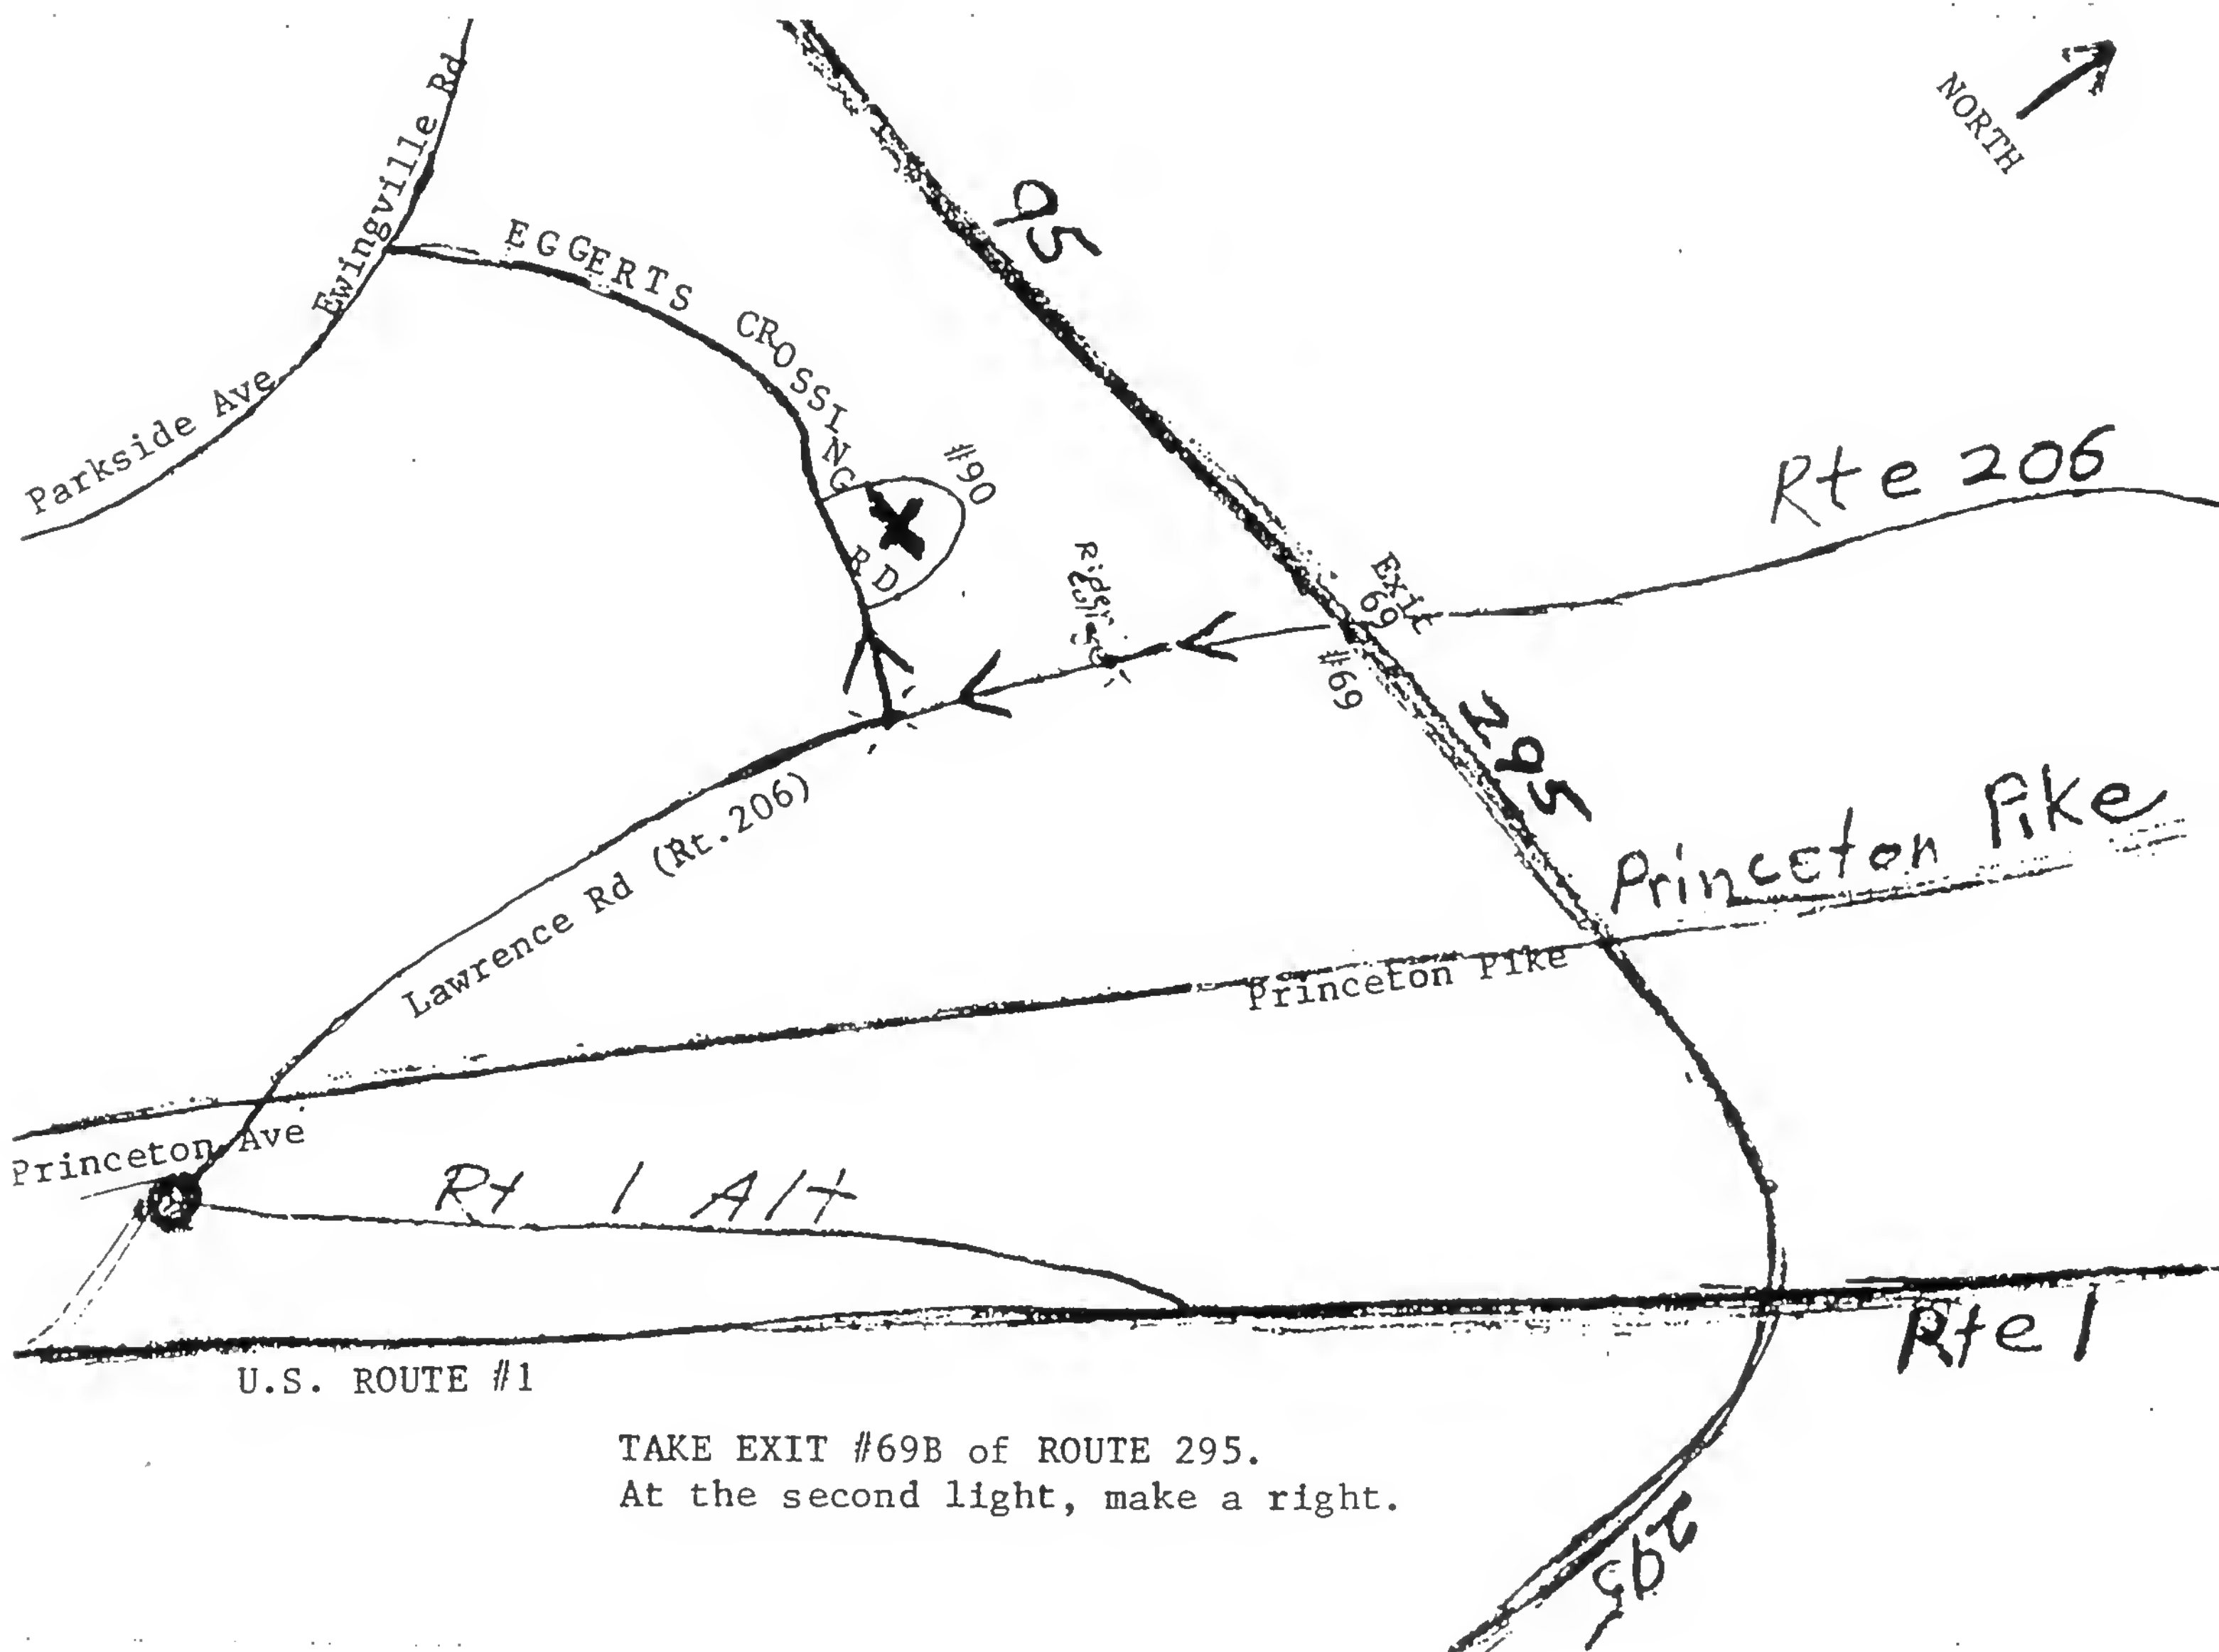 NORTH
Ewingville Rd
95
EGGERTS CROSSING RD
Parkside Ave
#90
Rte 206
Rider
Exit
69
#69
295
Princeton Pike
Lawrence Rd (Rt.206)
Princeton Pike
Princeton Ave
Rt 1 Alt
Rte 1
U.S. ROUTE #1
TAKE EXIT #69B of ROUTE 295.
At the second light, make a right.
295